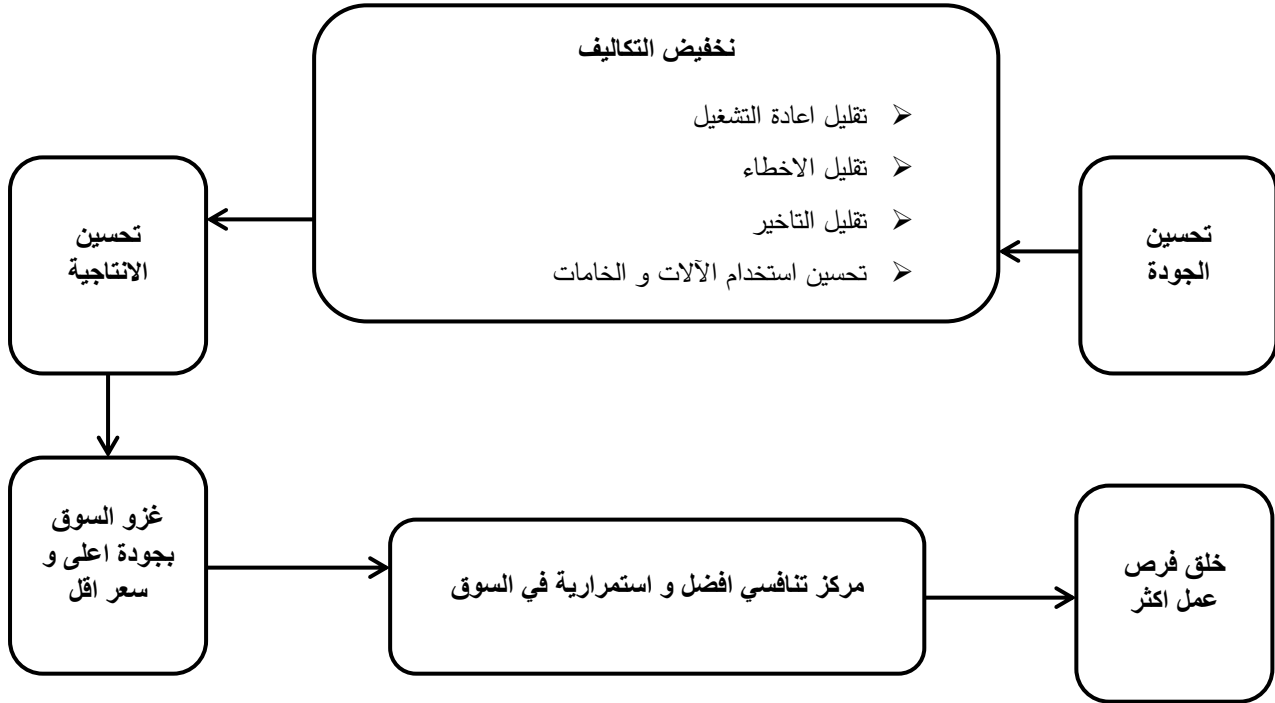 نخفيض التكاليف
تقليل اعادة التشغيل
تقليل الاخطاء
تقليل التاخير
تحسين استخدام الآلات و الخامات
تحسين
الجودة
تحسين
الانتاجية
غزو السوق
بجودة اعلى و
سعر اقل
مركز تنافسي افضل و استمرارية في السوق
خلق فرص
عمل اكثر